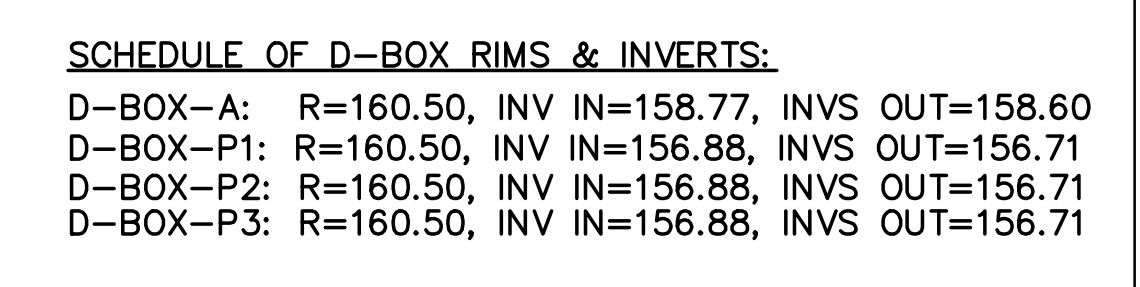 SCHEDULE OF D-BOX RIMS & INVERTS:
D-BOX-A: R=160.50, INV IN=158.77, INVS OUT=158.60
D-BOX-P1: R=160.50, INV IN=156.88, INVS OUT=156.71
D-BOX-P2: R=160.50, INV IN=156.88, INVS OUT=156.71
D-BOX-P3: R=160.50, INV IN=156.88, INVS OUT=156.71